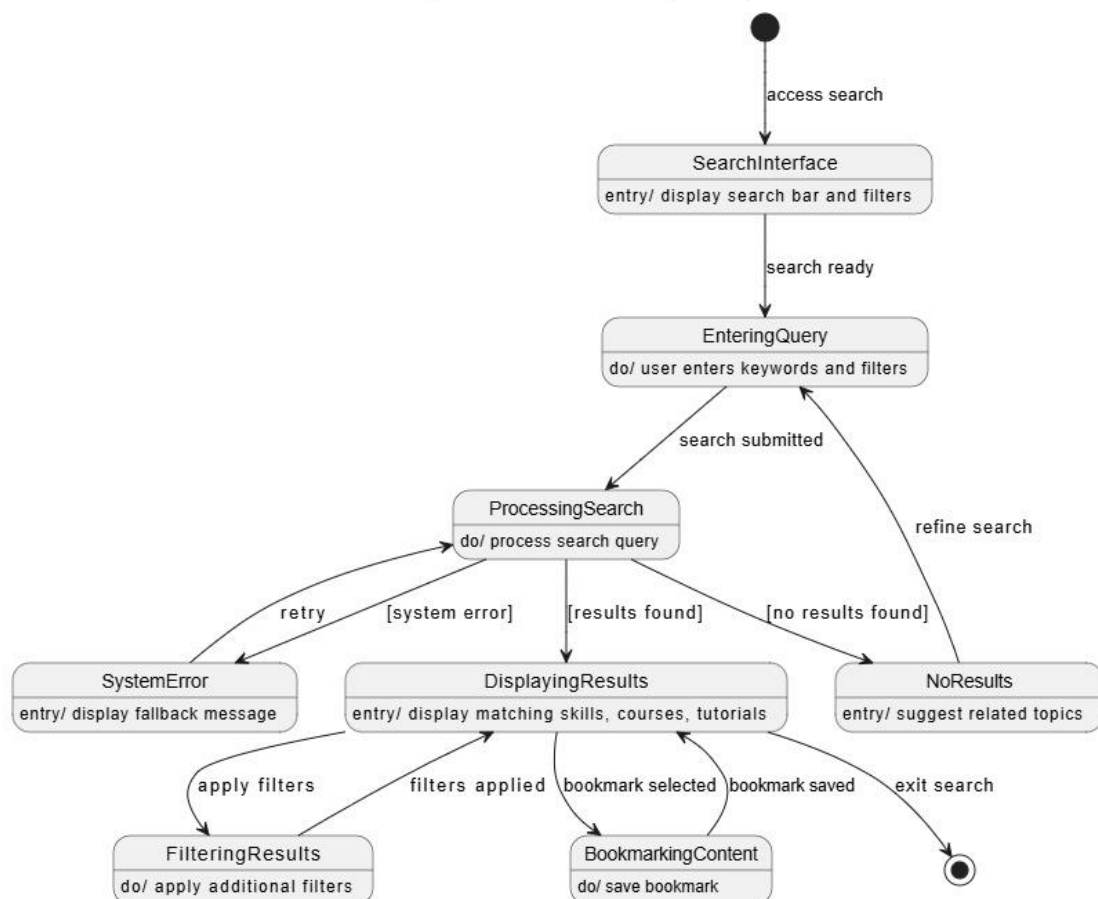 access search
SearchInterface
entry/ display search bar and filters
search ready
EnteringQuery
do/ user enters keywords and filters
search submitted
ProcessingSearch
do/ process search query
refine search
retry
[system error]
[results found]
[no results found]
SystemError
entry/ display fallback message
DisplayingResults
entry/ display matching skills, courses, tutorials
NoResults
entry/ suggest related topics
apply filters
filters applied
bookmark selected
bookmark saved
exit search
FilteringResults
do/ apply additional filters
BookmarkingContent
do/ save bookmark